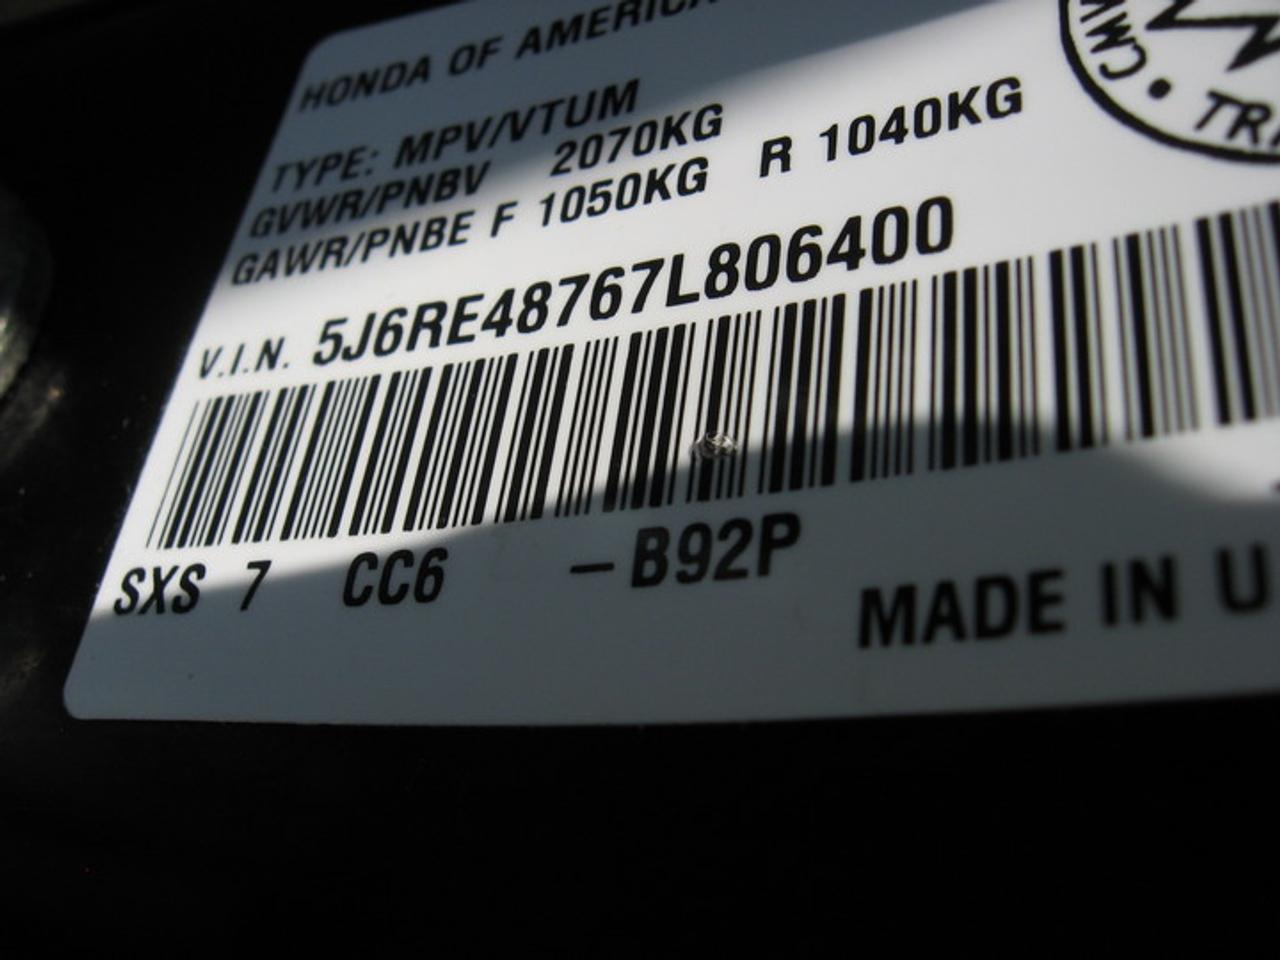 HONDA OF AMERICA
TYPE: MPV/VTUM
GVWR/PNBV 2070KG
GAWR/PNBE F 1050KG R 1040KG
V.I.N. 5J6RE48767L806400
SXS 7 CC6 –B92P
MADE IN U